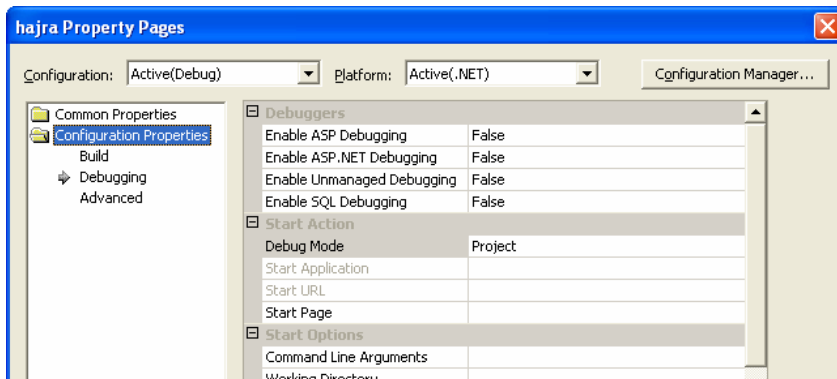 hajra Property Pages
Configuration: Active(Debug) Platform: Active(.NET) Configuration Manager...
Common Properties
Configuration Properties
Build
Debugging
Advanced
Debuggers
Enable ASP Debugging False
Enable ASP.NET Debugging False
Enable Unmanaged Debugging False
Enable SQL Debugging False
Start Action
Debug Mode Project
Start Application
Start URL
Start Page
Start Options
Command Line Arguments
Working Directory